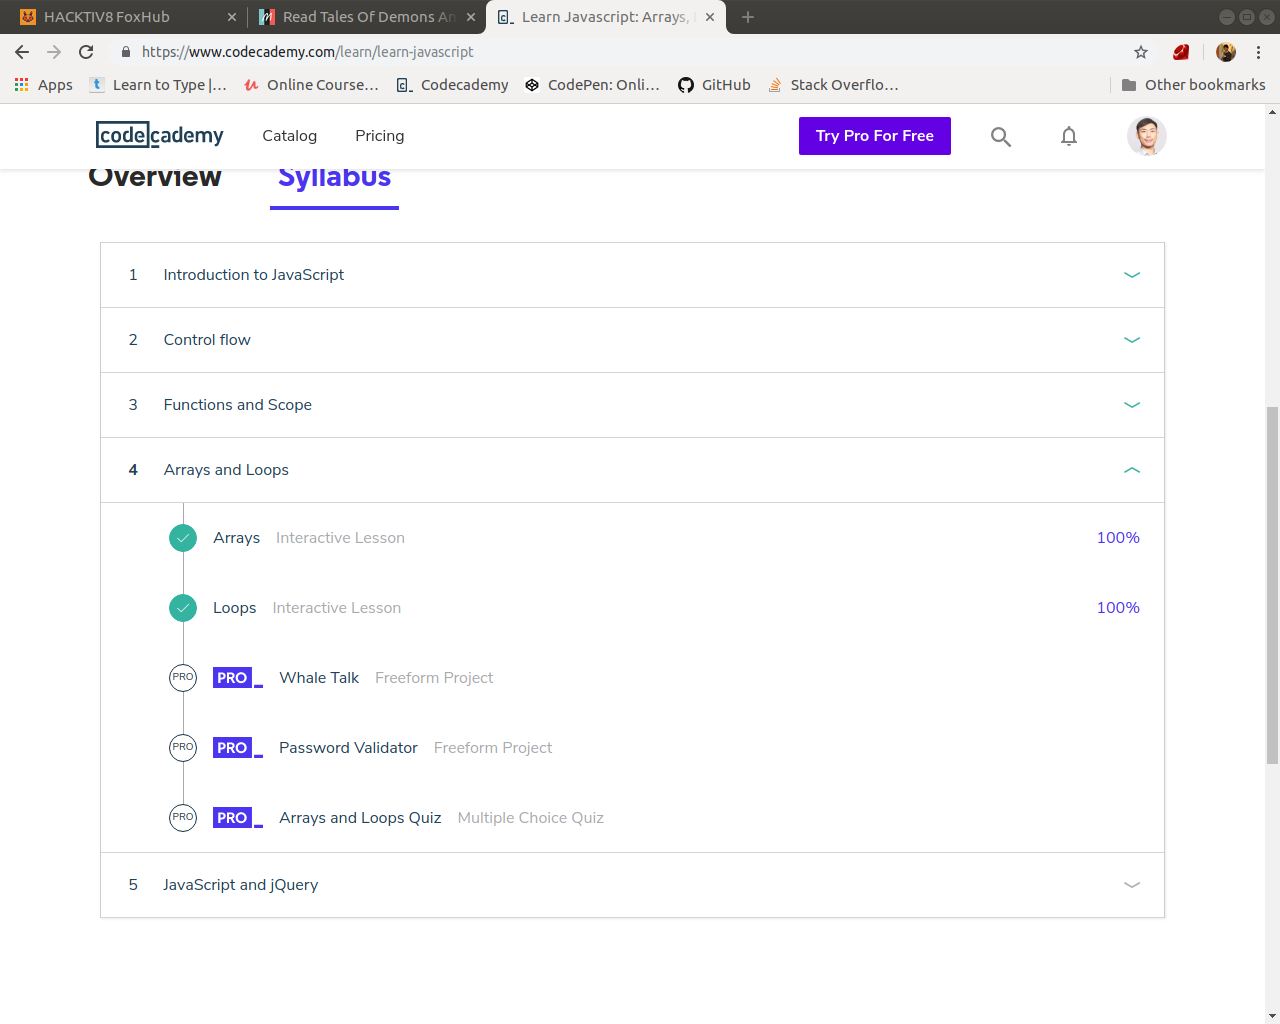 HACKTIV8 FoxHub
Read Tales Of Demons An
Learn Javascript: Arrays,
https://www.codecademy.com/learn/learn-javascript
Apps
Learn to Type |...
Online Course...
Codecademy
CodePen: Onli...
GitHub
Stack Overflo...
Other bookmarks
codecademy
Catalog
Pricing
Try Pro For Free
Overview
Syllabus
1 Introduction to JavaScript
2 Control flow
3 Functions and Scope
4 Arrays and Loops
Arrays Interactive Lesson 100%
Loops Interactive Lesson 100%
PRO PRO_ Whale Talk Freeform Project
PRO PRO_ Password Validator Freeform Project
PRO PRO_ Arrays and Loops Quiz Multiple Choice Quiz
5 JavaScript and jQuery